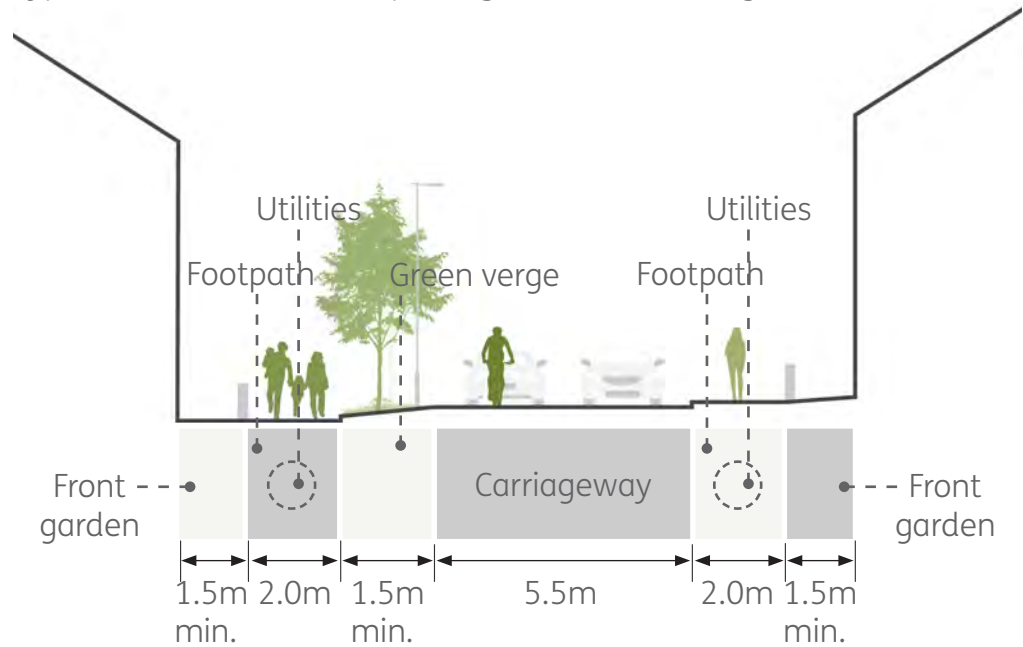 Utilities
Utilities
Footpath
Green verge
Footpath
Front
garden
Carriageway
Front
garden
1.5m
min.
2.0m
1.5m
min.
5.5m
2.0m
1.5m
min.